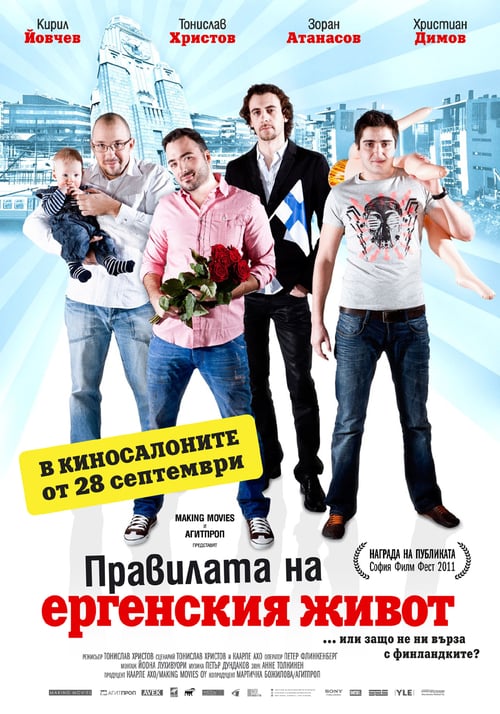 Кирил Йовчев
Тонислав Христов
Зоран Атанасов
Християн Димов
В КИНОСАЛОНИТЕ
ОТ 28 СЕПТЕМВРИ
MAKING MOVIES
И
АГИТПРОП
ПРЕДСТАВЯТ
Правилата на
ергенския живот
... или защо не ни върза
с финландките?
НАГРАДА НА ПУБЛИКАТА
София Филм Фест 2011
РЕЖИСЬОР ТОНИСЛАВ ХРИСТОВ СЦЕНАРИЙ ТОНИСЛАВ ХРИСТОВ И КААРЛЕ АХО ОПЕРАТОР ПЕТЕР ФЛИНКЕНБЕРГ
МОНТАЖ ЙООНА ЛУХИВУОРИ МУЗИКА ПЕТЪР ДУНДАКОВ ЗВУК АННЕ ТОЛКИНЕН
ПРОДУЦЕНТ КААРЛЕ АХО/MAKING MOVIES OY КОПРОДУЦЕНТ МАРТИЧКА БОЖИЛОВА/АГИТПРОП
MAKING MOVIES АГИТПРОП AVEK SONY YLE